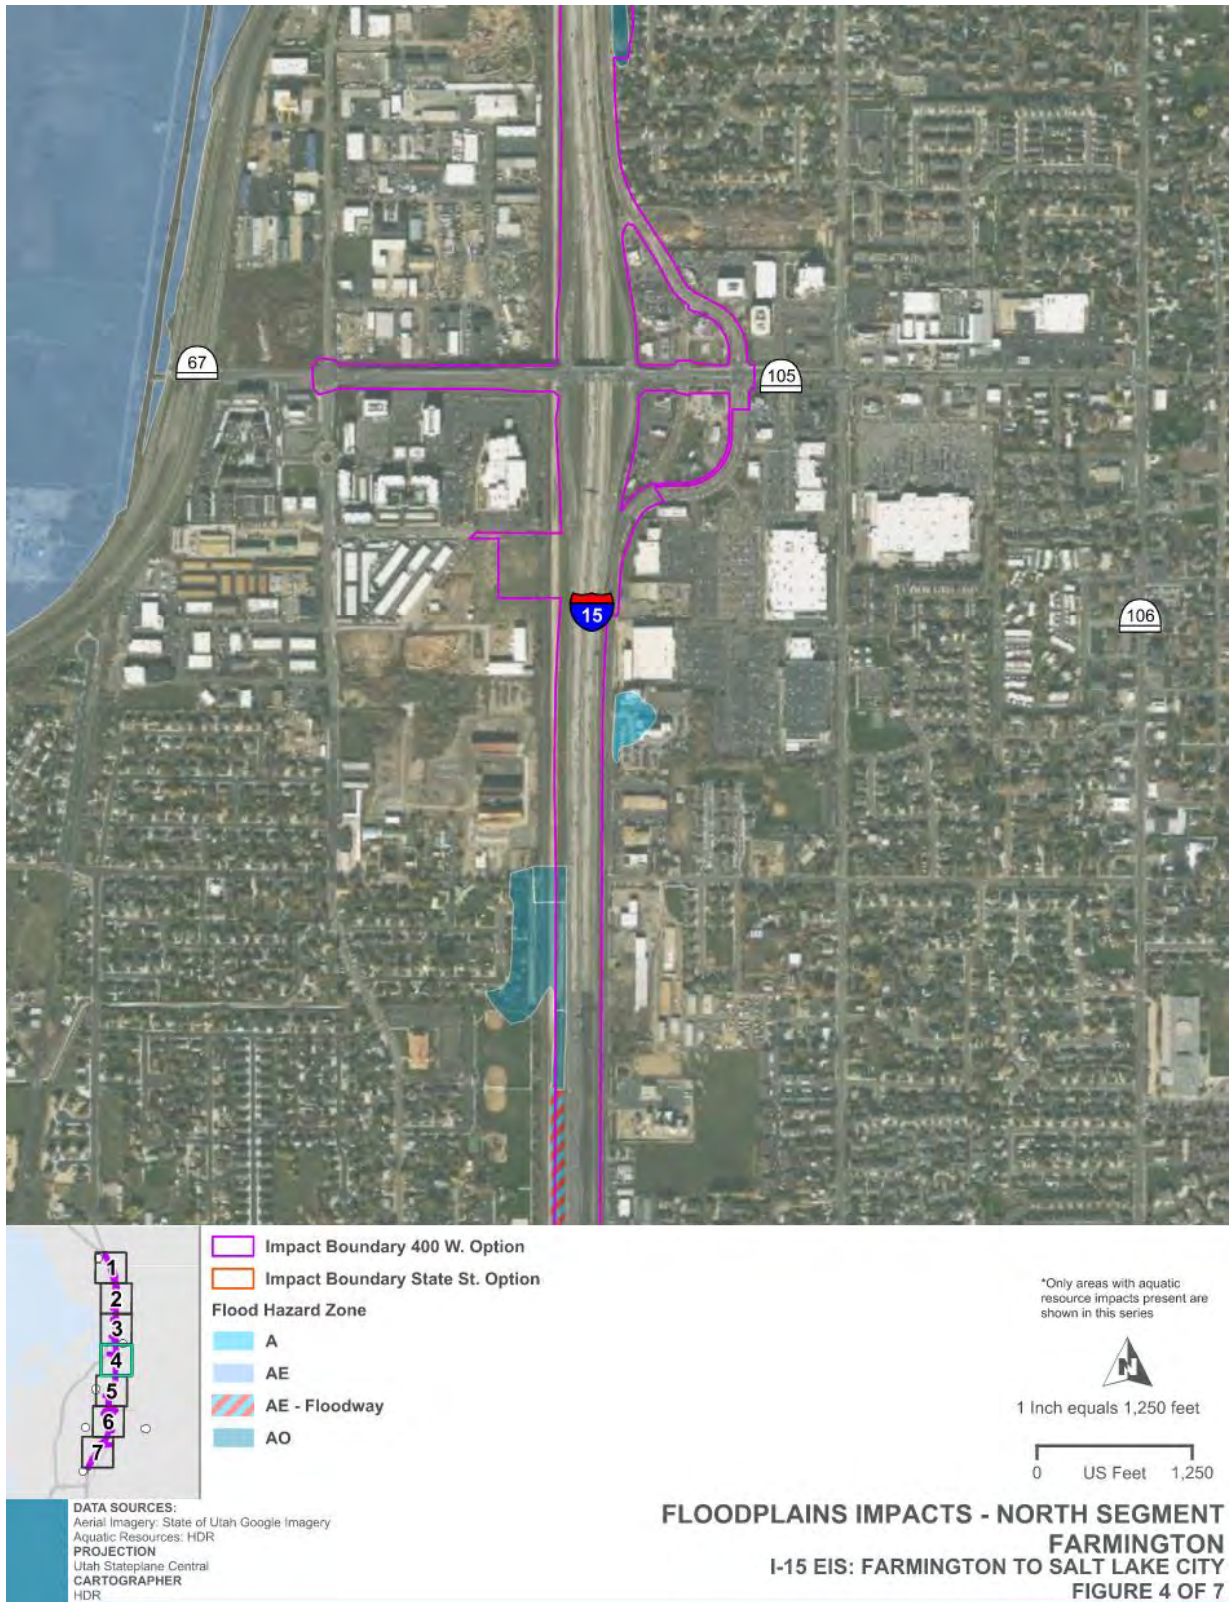 67
105
15
106
1
2
3
4
5
6
7
Impact Boundary 400 W. Option
Impact Boundary State St. Option
Flood Hazard Zone
A
AE
AE - Floodway
AO
*Only areas with aquatic
resource impacts present are
shown in this series
N
1 Inch equals 1,250 feet
0 US Feet 1,250
DATA SOURCES:
Aerial Imagery: State of Utah Google Imagery
Aquatic Resources: HDR
PROJECTION
Utah Stateplane Central
CARTOGRAPHER
HDR
FLOODPLAINS IMPACTS - NORTH SEGMENT
FARMINGTON
I-15 EIS: FARMINGTON TO SALT LAKE CITY
FIGURE 4 OF 7